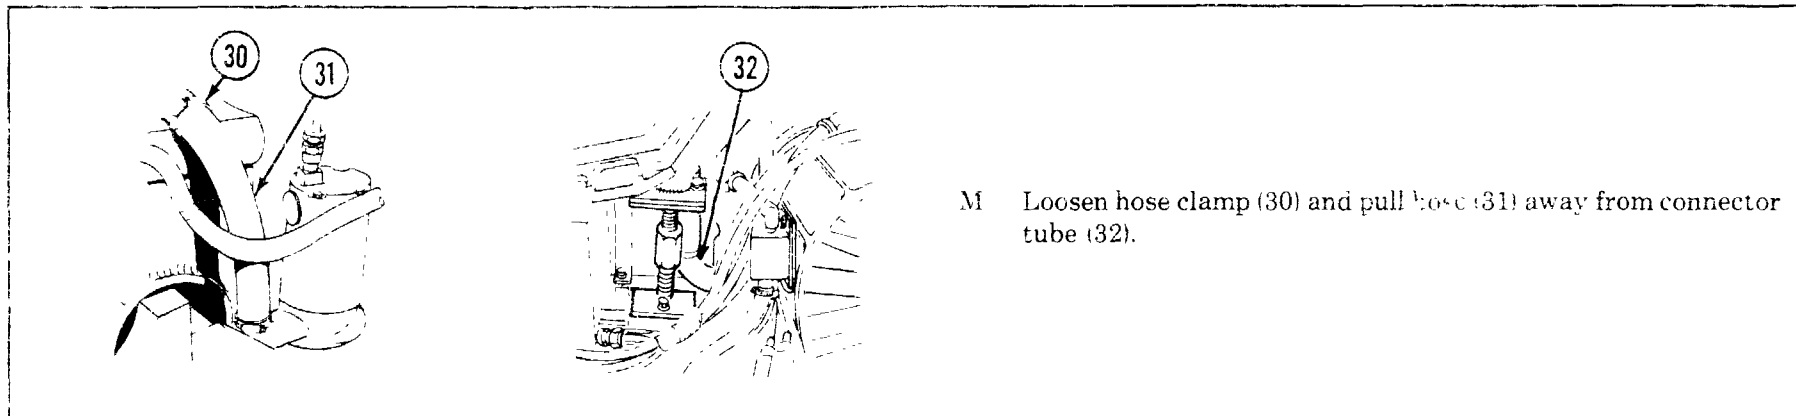 30
31
32
M Loosen hose clamp (30) and pull hose (31) away from connector
tube (32).